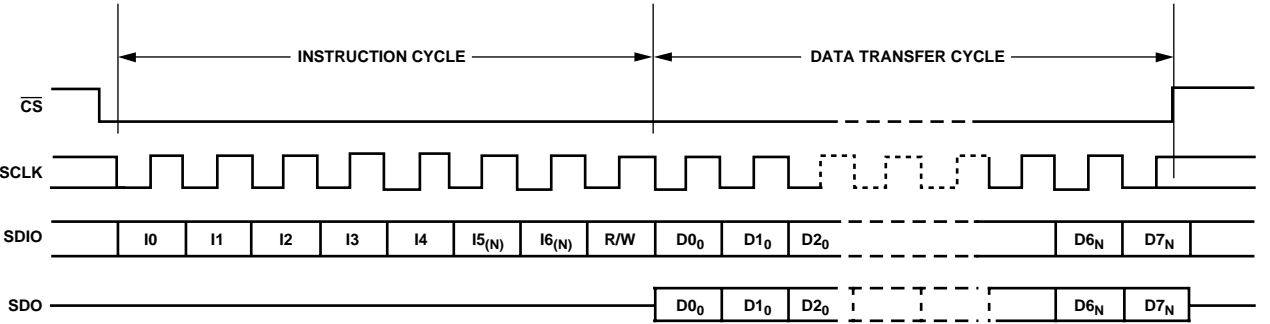 INSTRUCTION CYCLE DATA TRANSFER CYCLE
CS
SCLK
SDIO I0 I1 I2 I3 I4 I5(N) I6(N) R/W D00 D10 D20 D6N D7N
SDO D00 D10 D20 D6N D7N